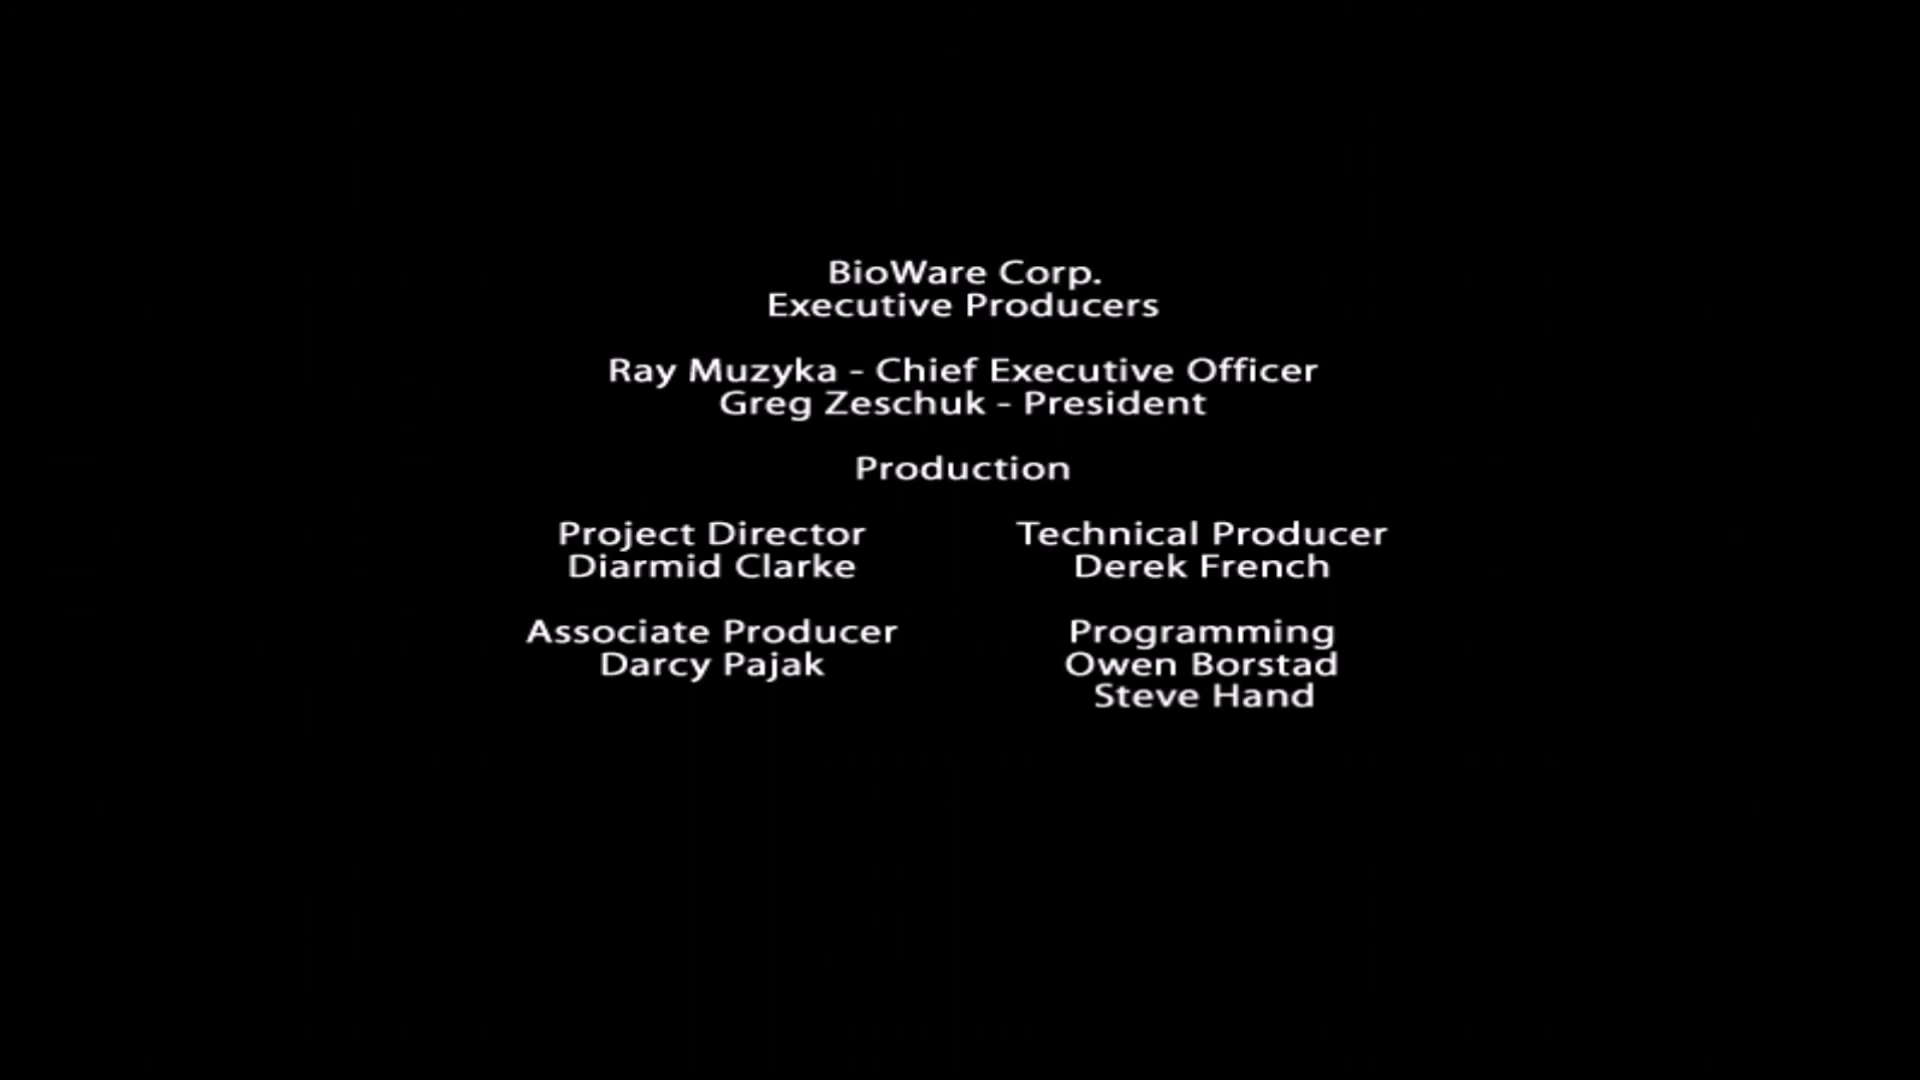 BioWare Corp.
Executive Producers
Ray Muzyka - Chief Executive Officer
Greg Zeschuk - President
Production
Project Director
Diarmid Clarke
Technical Producer
Derek French
Associate Producer
Darcy Pajak
Programming
Owen Borstad
Steve Hand